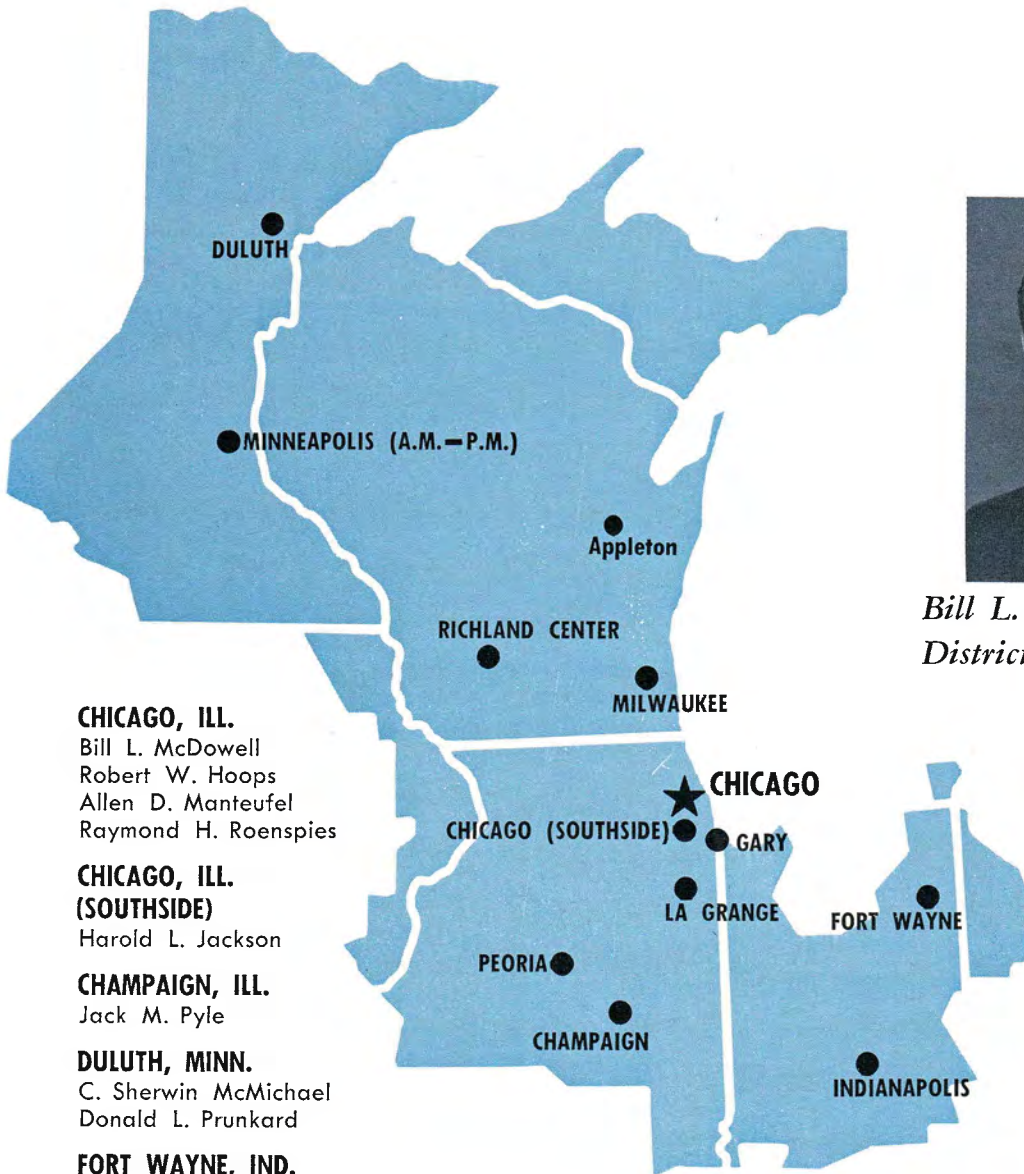 DULUTH
MINNEAPOLIS (A.M.—P.M.)
Appleton
RICHLAND CENTER
MILWAUKEE
Bill L.
District
CHICAGO
CHICAGO (SOUTHSIDE)
GARY
LA GRANGE
FORT WAYNE
PEORIA
CHAMPAIGN
INDIANAPOLIS
CHICAGO, ILL.
Bill L. McDowell
Robert W. Hoops
Allen D. Manteufel
Raymond H. Roenspies
CHICAGO, ILL.
(SOUTHSIDE)
Harold L. Jackson
CHAMPAIGN, ILL.
Jack M. Pyle
DULUTH, MINN.
C. Sherwin McMichael
Donald L. Prunkard
FORT WAYNE, IND.